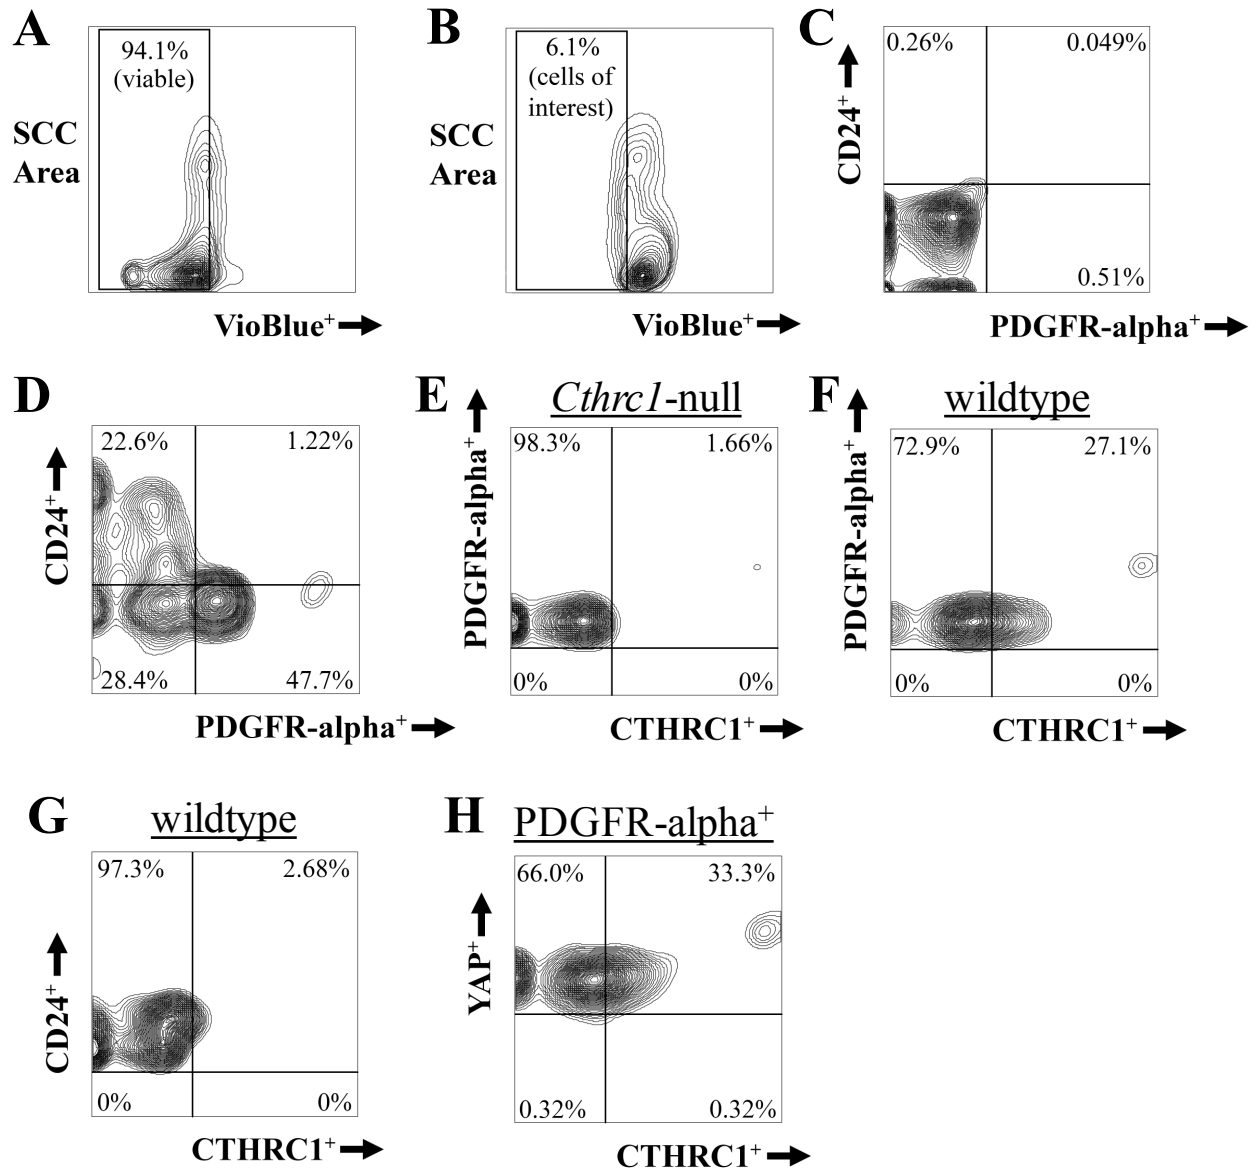 A
94.1%
(viable)
SCC
Area
VioBlue⁺
B
6.1%
(cells of
interest)
SCC
Area
VioBlue⁺
C
0.26%
0.049%
CD24⁺
0.51%
PDGFR-alpha⁺
D
22.6%
1.22%
CD24⁺
28.4%
47.7%
PDGFR-alpha⁺
E
Cthrc1-null
98.3%
1.66%
PDGFR-alpha⁺
0%
0%
CTHRC1⁺
F
wildtype
72.9%
27.1%
PDGFR-alpha⁺
0%
0%
CTHRC1⁺
G
wildtype
97.3%
2.68%
CD24⁺
0%
0%
CTHRC1⁺
H
PDGFR-alpha⁺
66.0%
33.3%
YAP⁺
0.32%
0.32%
CTHRC1⁺